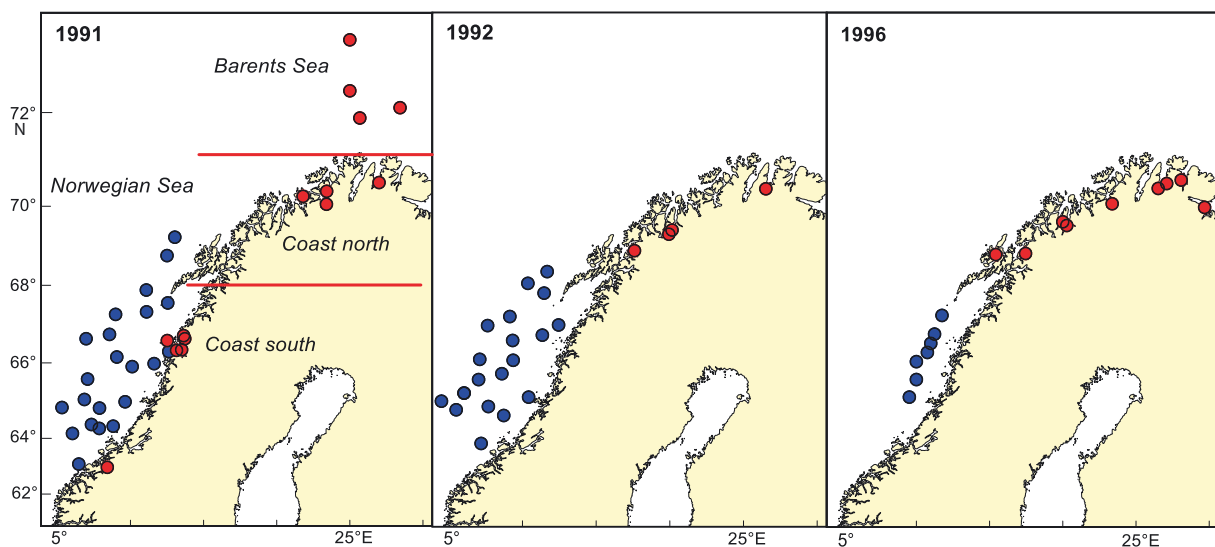 1991
1992
1996
Barents Sea
72°
N
Norwegian Sea
70°
Coast north
68°
Coast south
66°
64°
62°
5°
25°E
5°
25°E
5°
25°E